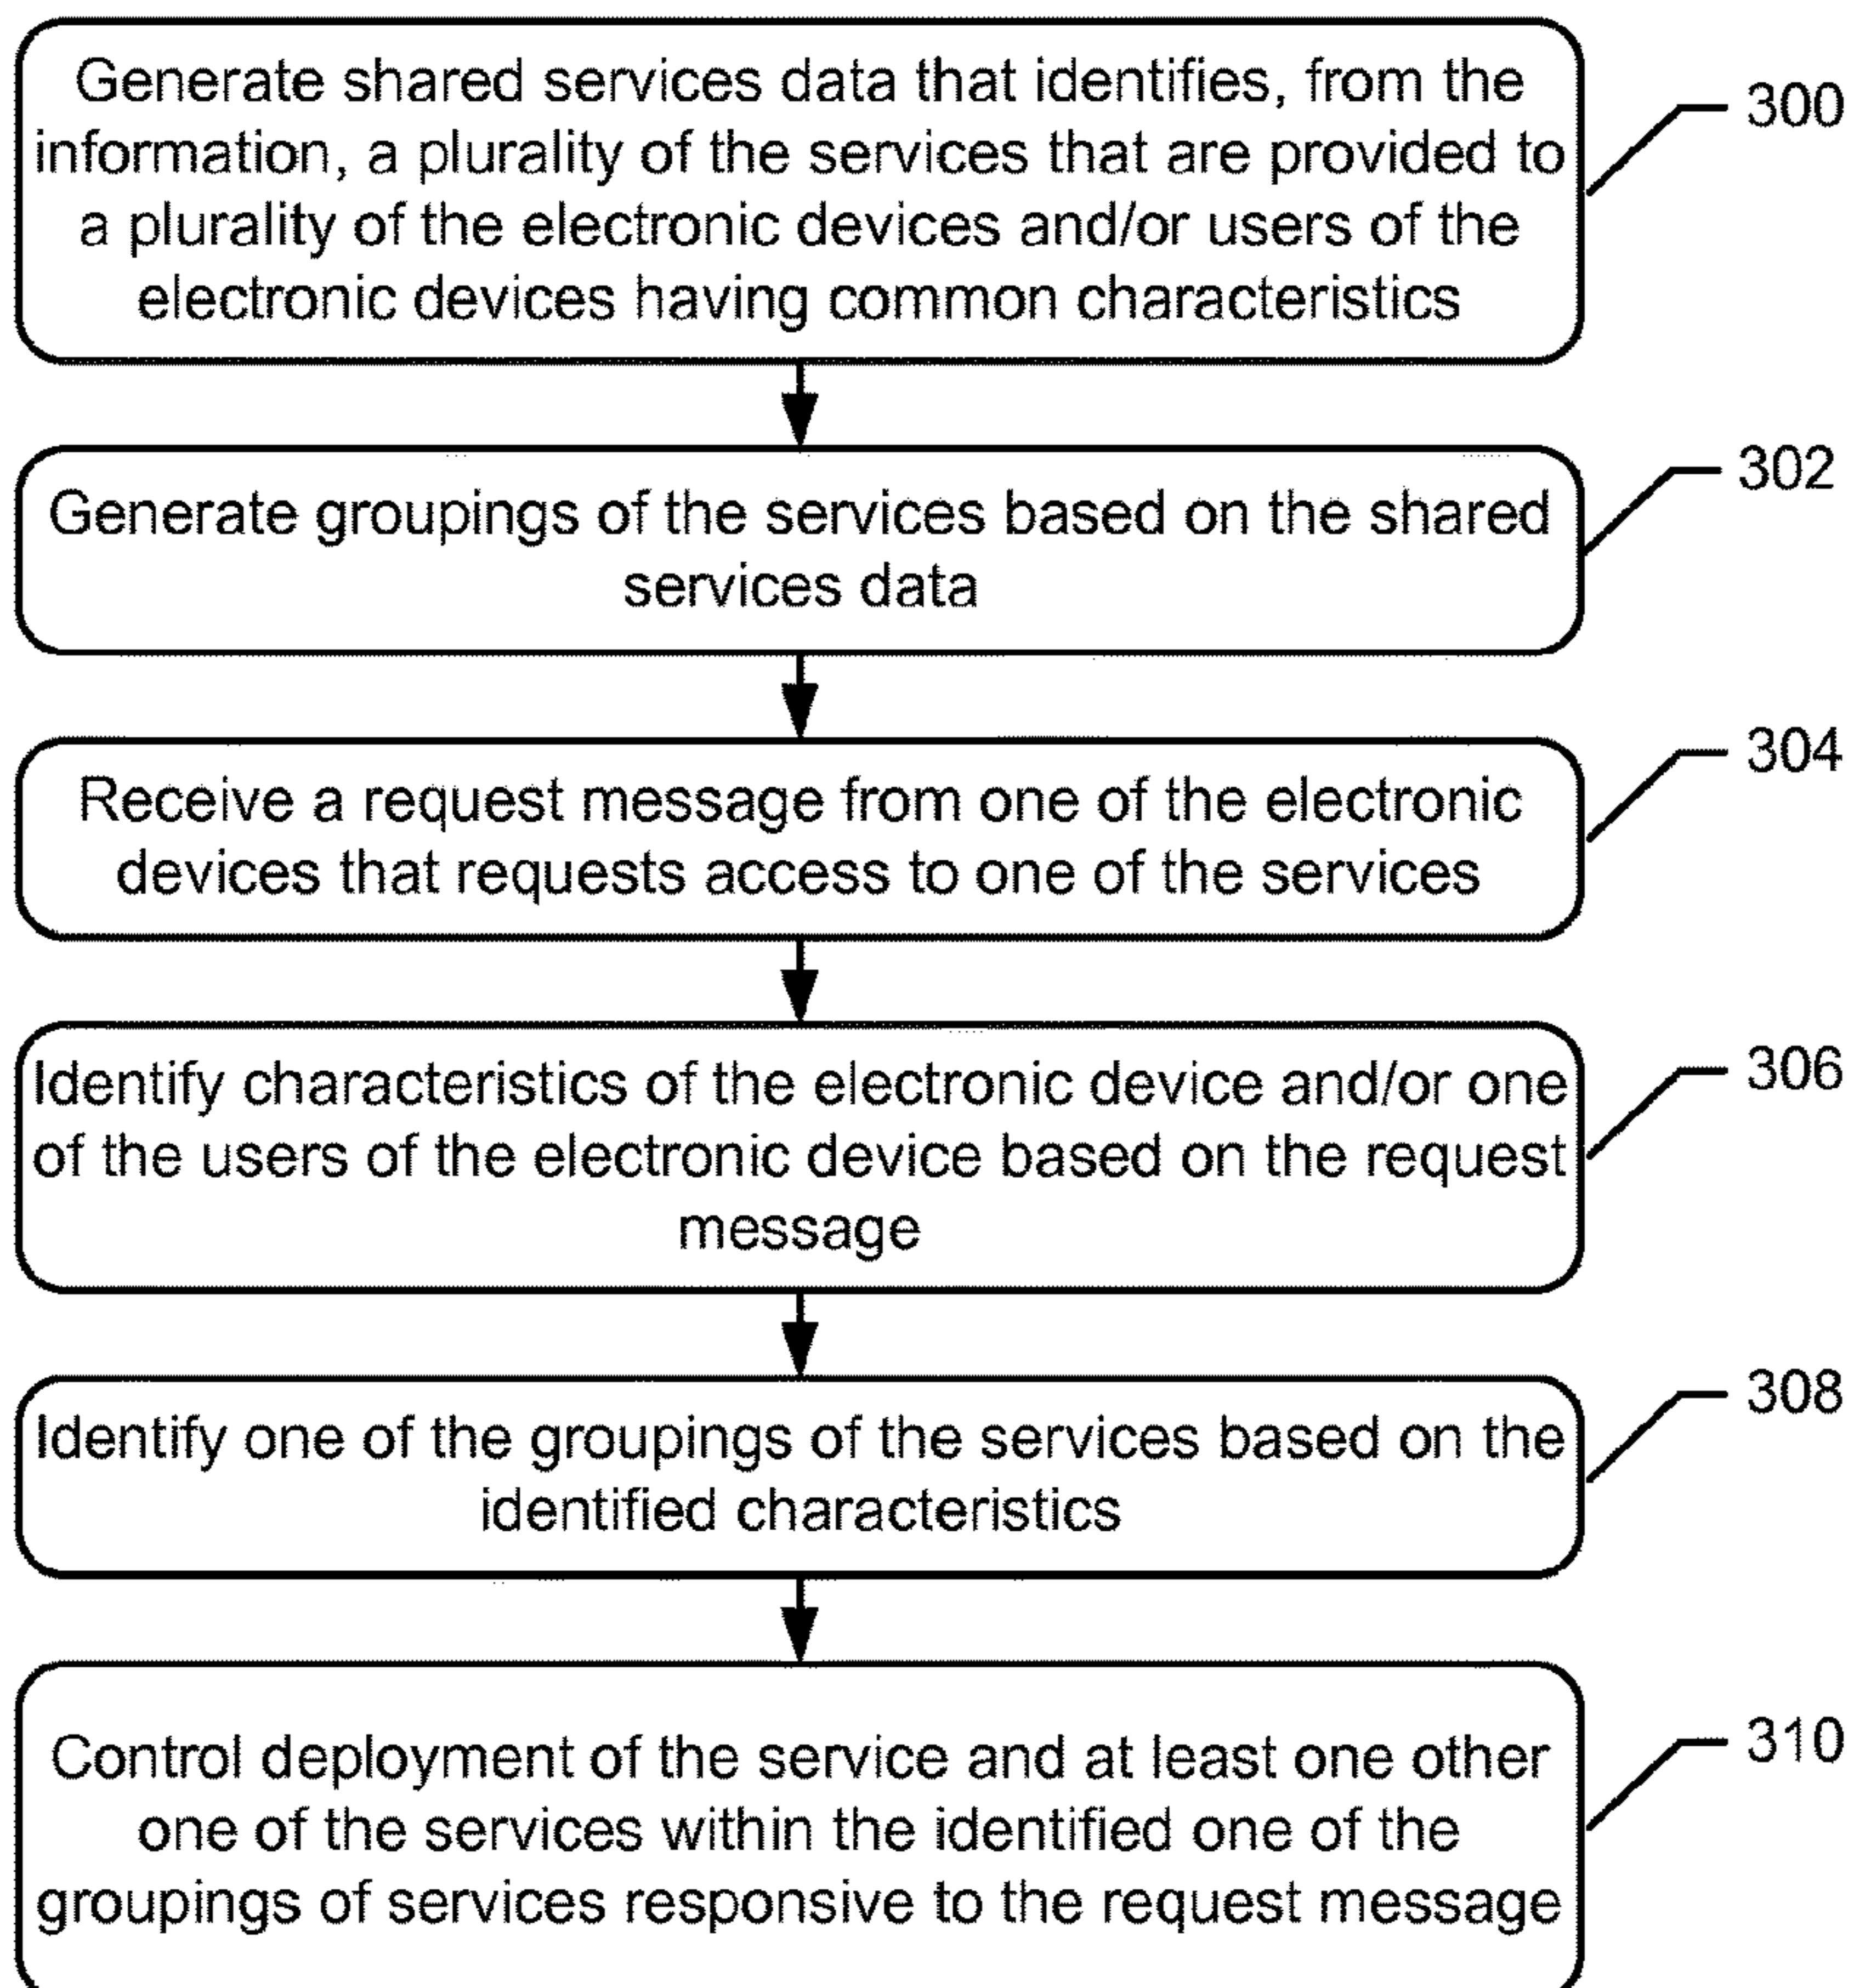 Generate shared services data that identifies, from the
information, a plurality of the services that are provided to
a plurality of the electronic devices and/or users of the
electronic devices having common characteristics
300
Generate groupings of the services based on the shared
services data
302
Receive a request message from one of the electronic
devices that requests access to one of the services
304
Identify characteristics of the electronic device and/or one
of the users of the electronic device based on the request
message
306
Identify one of the groupings of the services based on the
identified characteristics
308
Control deployment of the service and at least one other
one of the services within the identified one of the
groupings of services responsive to the request message
310